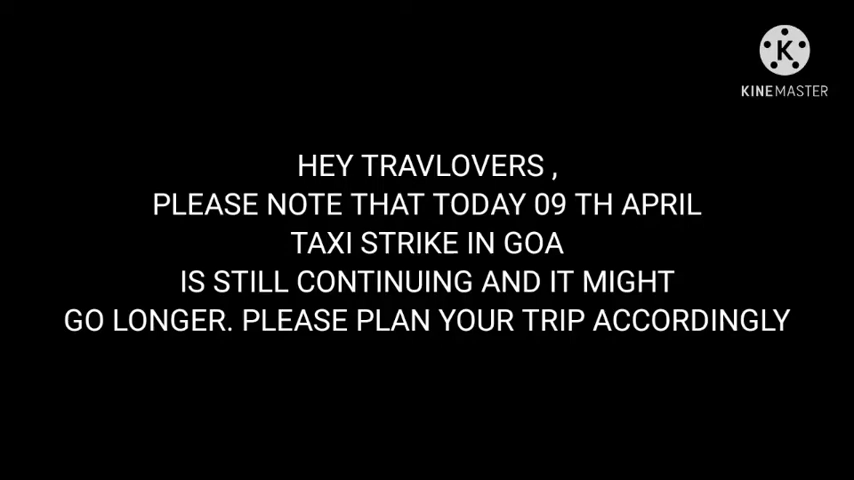 K
KINEMASTER
HEY TRAVLOVERS ,
PLEASE NOTE THAT TODAY 09 TH APRIL
TAXI STRIKE IN GOA
IS STILL CONTINUING AND IT MIGHT
GO LONGER. PLEASE PLAN YOUR TRIP ACCORDINGLY